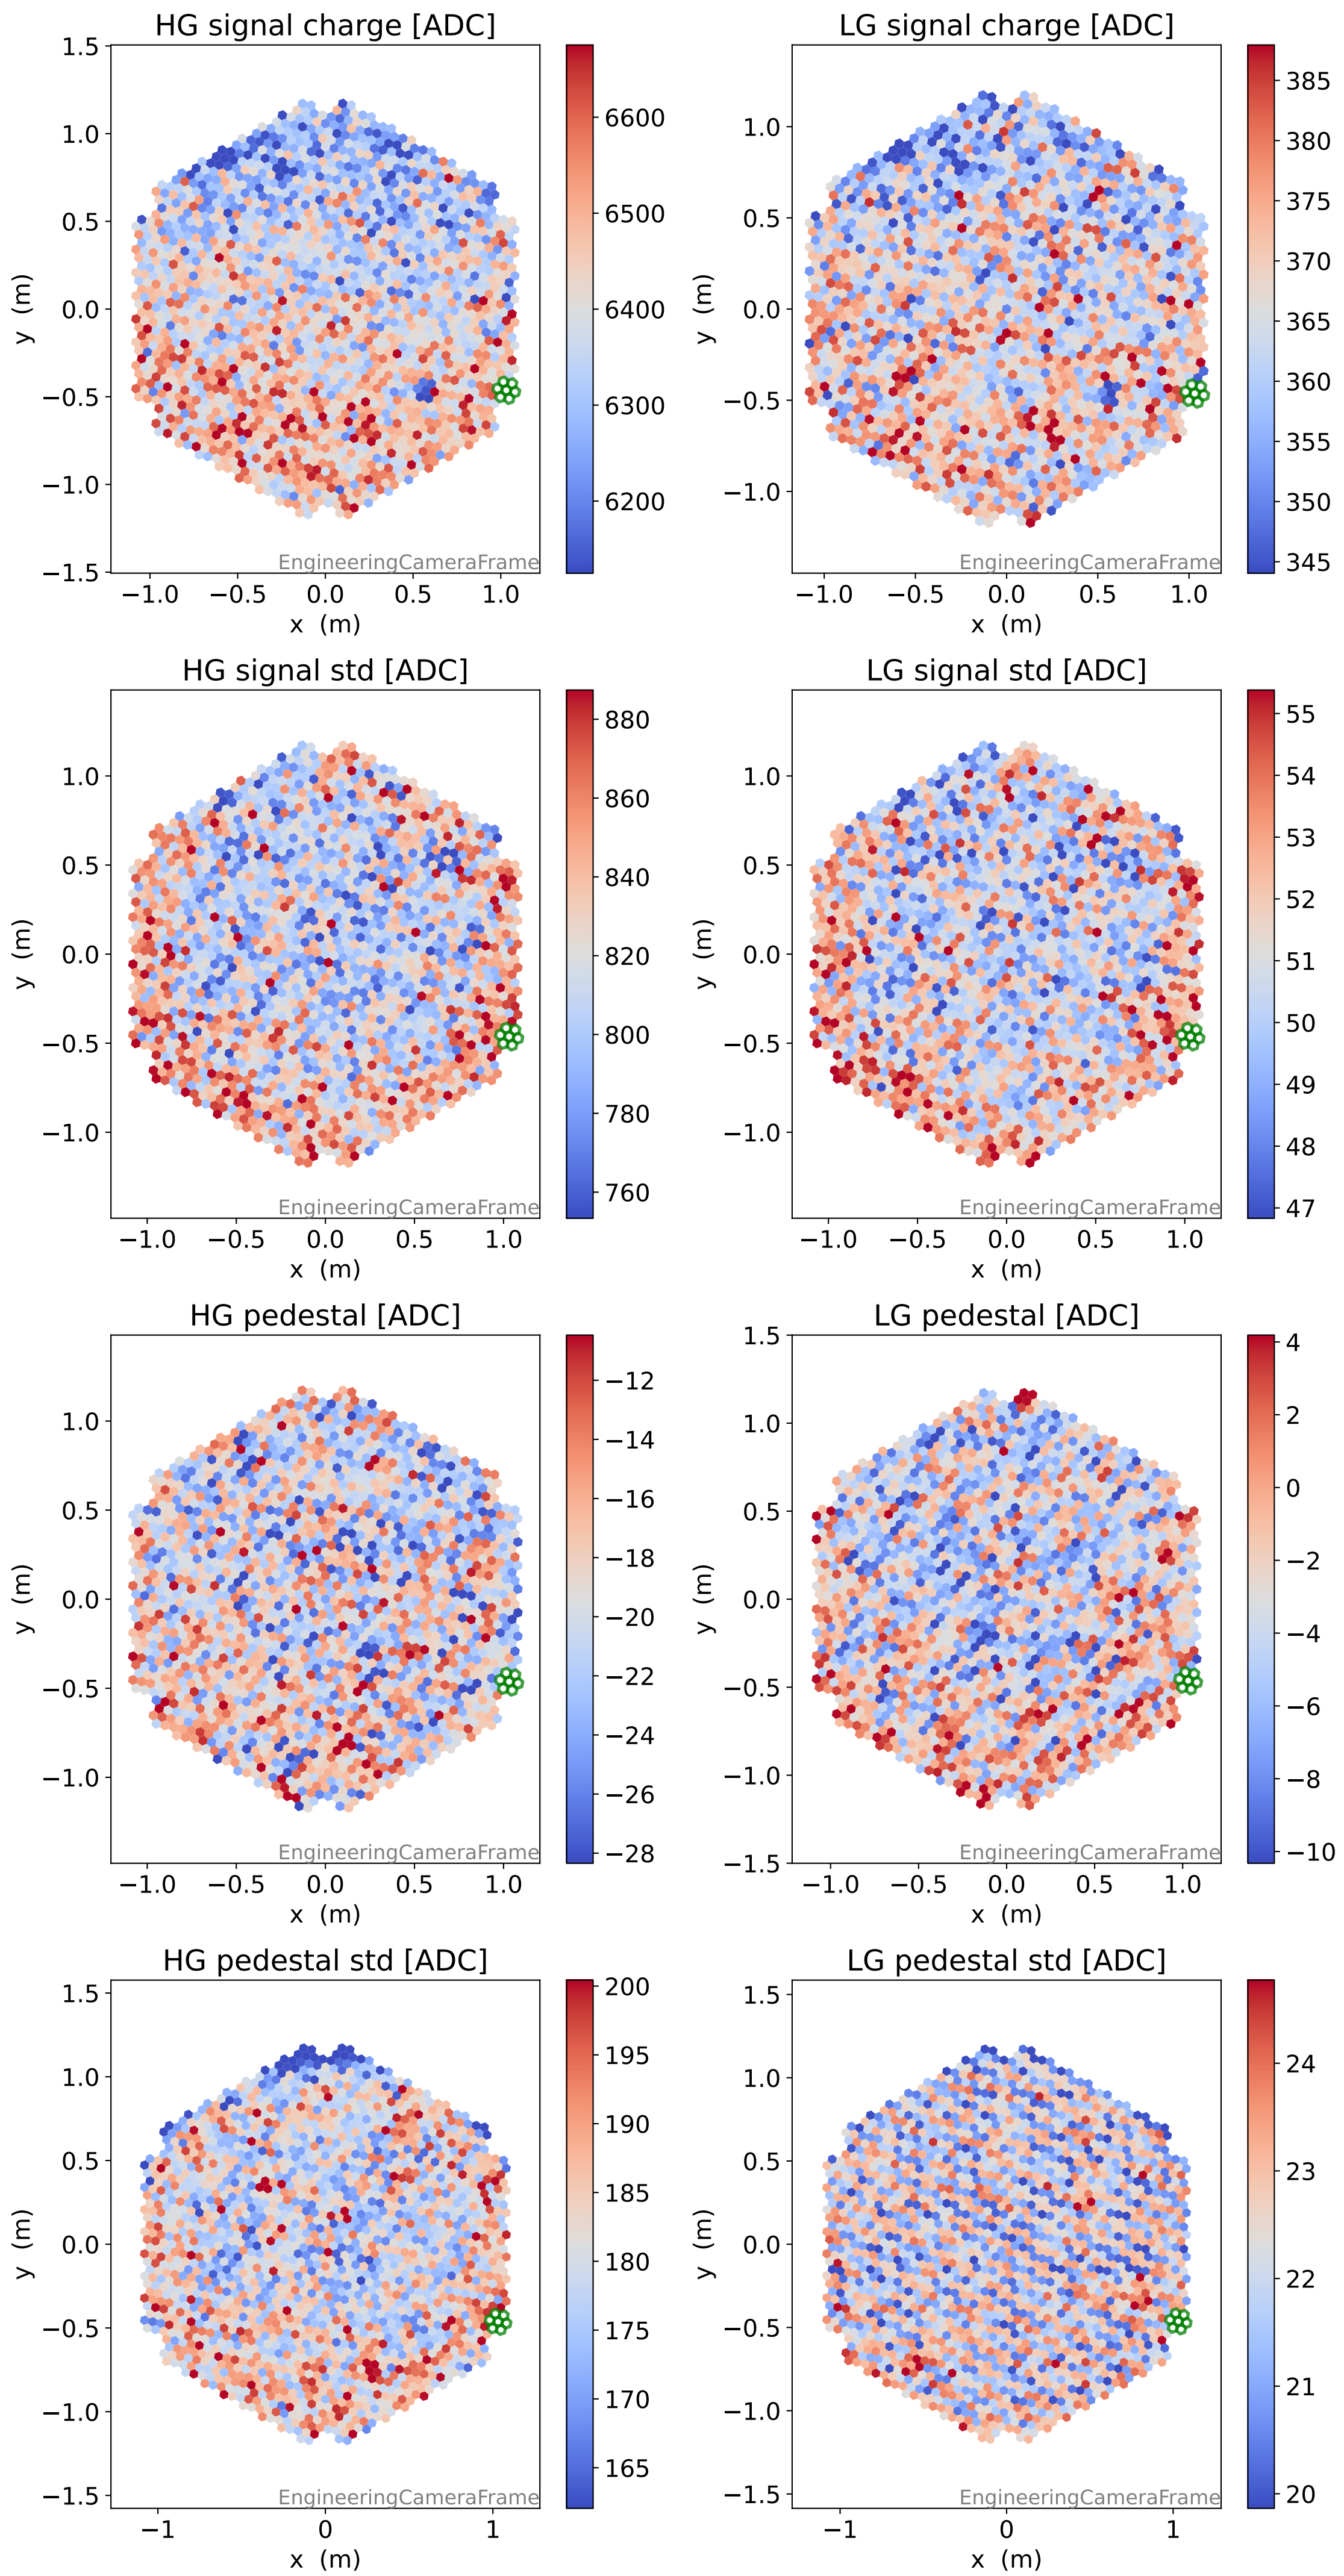 HG signal charge [ADC]
1.5
1.0
0.5
0.0
−0.5
−1.0
−1.5
y (m)
−1.0 −0.5 0.0 0.5 1.0
x (m)
EngineeringCameraFrame
6600
6500
6400
6300
6200
LG signal charge [ADC]
1.0
0.5
0.0
−0.5
−1.0
y (m)
−1.0 −0.5 0.0 0.5 1.0
x (m)
EngineeringCameraFrame
385
380
375
370
365
360
355
350
345
HG signal std [ADC]
1.0
0.5
0.0
−0.5
−1.0
y (m)
−1.0 −0.5 0.0 0.5 1.0
x (m)
EngineeringCameraFrame
880
860
840
820
800
780
760
LG signal std [ADC]
1.0
0.5
0.0
−0.5
−1.0
y (m)
−1.0 −0.5 0.0 0.5 1.0
x (m)
EngineeringCameraFrame
55
54
53
52
51
50
49
48
47
HG pedestal [ADC]
1.0
0.5
0.0
−0.5
−1.0
y (m)
−1.0 −0.5 0.0 0.5 1.0
x (m)
EngineeringCameraFrame
−12
−14
−16
−18
−20
−22
−24
−26
−28
LG pedestal [ADC]
1.5
1.0
0.5
0.0
−0.5
−1.0
−1.5
y (m)
−1.0 −0.5 0.0 0.5 1.0
x (m)
EngineeringCameraFrame
4
2
0
−2
−4
−6
−8
−10
HG pedestal std [ADC]
1.5
1.0
0.5
0.0
−0.5
−1.0
−1.5
y (m)
−1 0 1
x (m)
EngineeringCameraFrame
200
195
190
185
180
175
170
165
LG pedestal std [ADC]
1.5
1.0
0.5
0.0
−0.5
−1.0
−1.5
y (m)
−1 0 1
x (m)
EngineeringCameraFrame
24
23
22
21
20